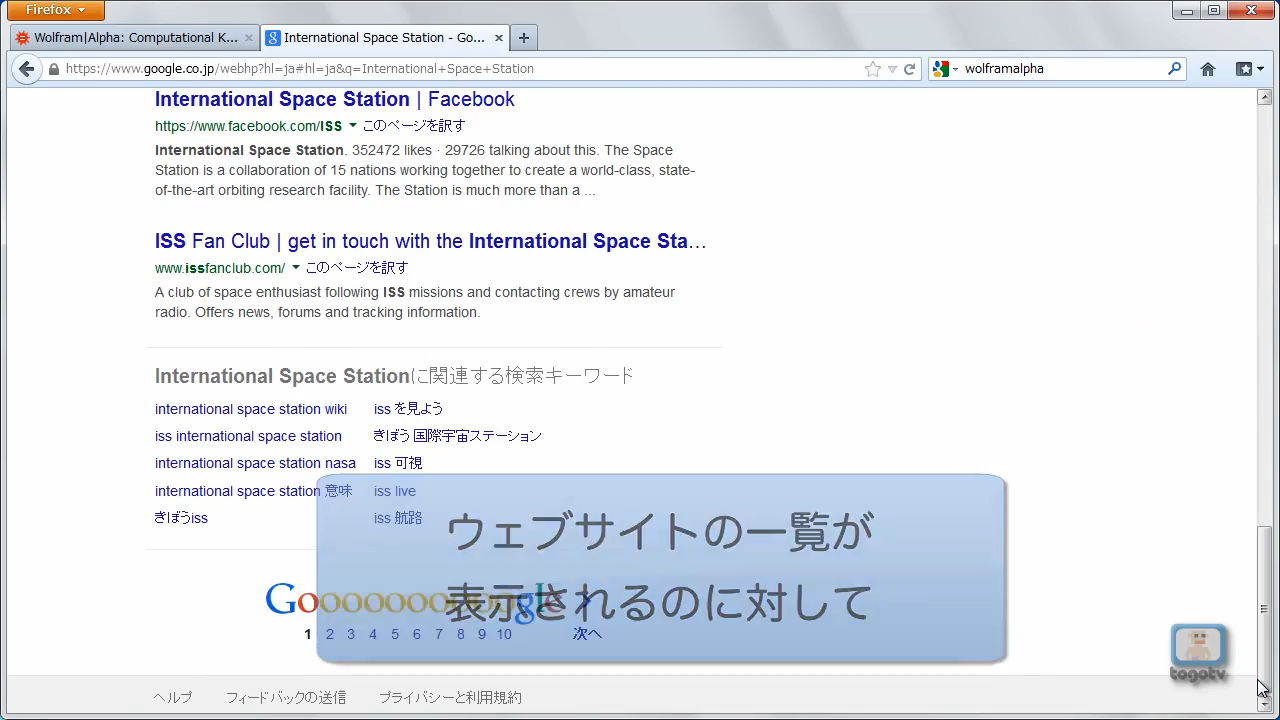 Firefox
Wolfram|Alpha: Computational K...
International Space Station - Go...
https://www.google.co.jp/webhp?hl=ja#hl=ja&q=International+Space+Station
wolframalpha
International Space Station | Facebook
https://www.facebook.com/ISS このページを訳す
International Space Station. 352472 likes · 29726 talking about this. The Space
Station is a collaboration of 15 nations working together to create a world-class, state-
of-the-art orbiting research facility. The Station is much more than a ...
ISS Fan Club | get in touch with the International Space Sta...
www.issfanclub.com/ このページを訳す
A club of space enthusiast following ISS missions and contacting crews by amateur
radio. Offers news, forums and tracking information.
International Space Stationに関連する検索キーワード
international space station wiki iss を見よう
iss international space station きぼう 国際宇宙ステーション
international space station nasa iss 可視
international space station 意味 iss live
きぼうiss iss 航路
ウェブサイトの一覧が
表示されるのに対して
Goooooooooogle
1 2 3 4 5 6 7 8 9 10 次へ
ヘルプ フィードバックの送信 プライバシーと利用規約
togotv